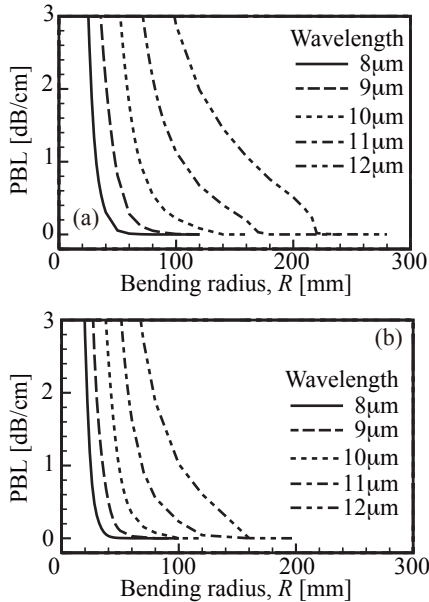 3
2
1
0
PBL [dB/cm]
(a)
Wavelength
8μm
9μm
10μm
11μm
12μm
0 100 200 300
Bending radius, R [mm]
3
2
1
0
PBL [dB/cm]
(b)
Wavelength
8μm
9μm
10μm
11μm
12μm
0 100 200 300
Bending radius, R [mm]